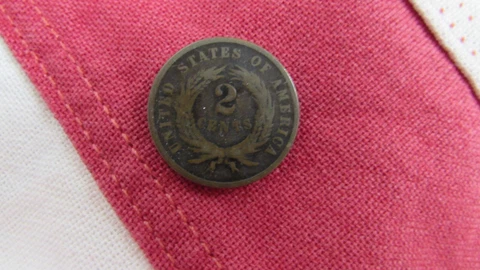 UNITED STATES OF AMERICA
2
CENTS